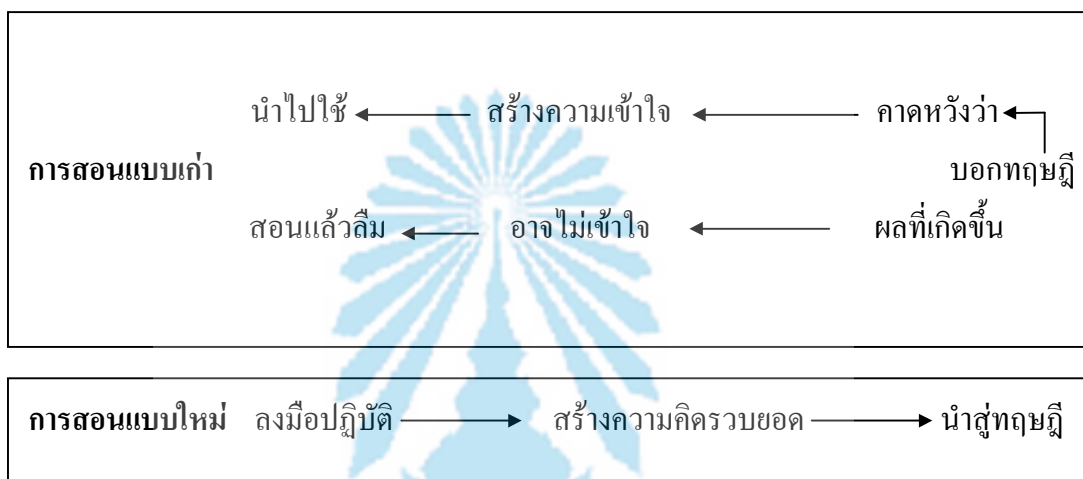 นำไปใช้ สร้างความเข้าใจ คาดหวังว่า
การสอนแบบเก่า บอกทฤษฎี
สอนแล้วลืม อาจไม่เข้าใจ ผลที่เกิดขึ้น
การสอนแบบใหม่ ลงมือปฏิบัติ สร้างความคิดรวบยอด นำสู่ทฤษฎี